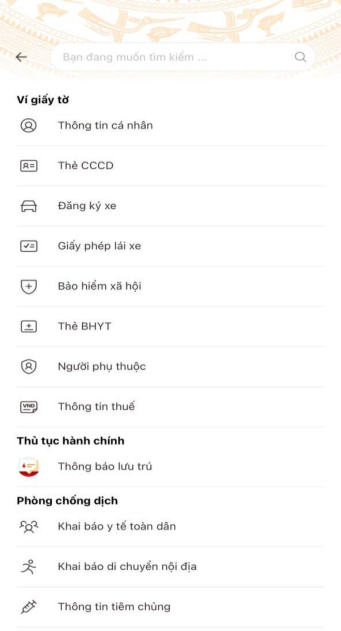 Bạn đang muốn tìm kiếm ...
Ví giấy tờ
Thông tin cá nhân
Thẻ CCCD
Đăng ký xe
Giấy phép lái xe
Bảo hiểm xã hội
Thẻ BHYT
Người phụ thuộc
VND
Thông tin thuế
Thủ tục hành chính
Thông báo lưu trú
Phòng chống dịch
Khai báo y tế toàn dân
Khai báo di chuyển nội địa
Thông tin tiêm chủng